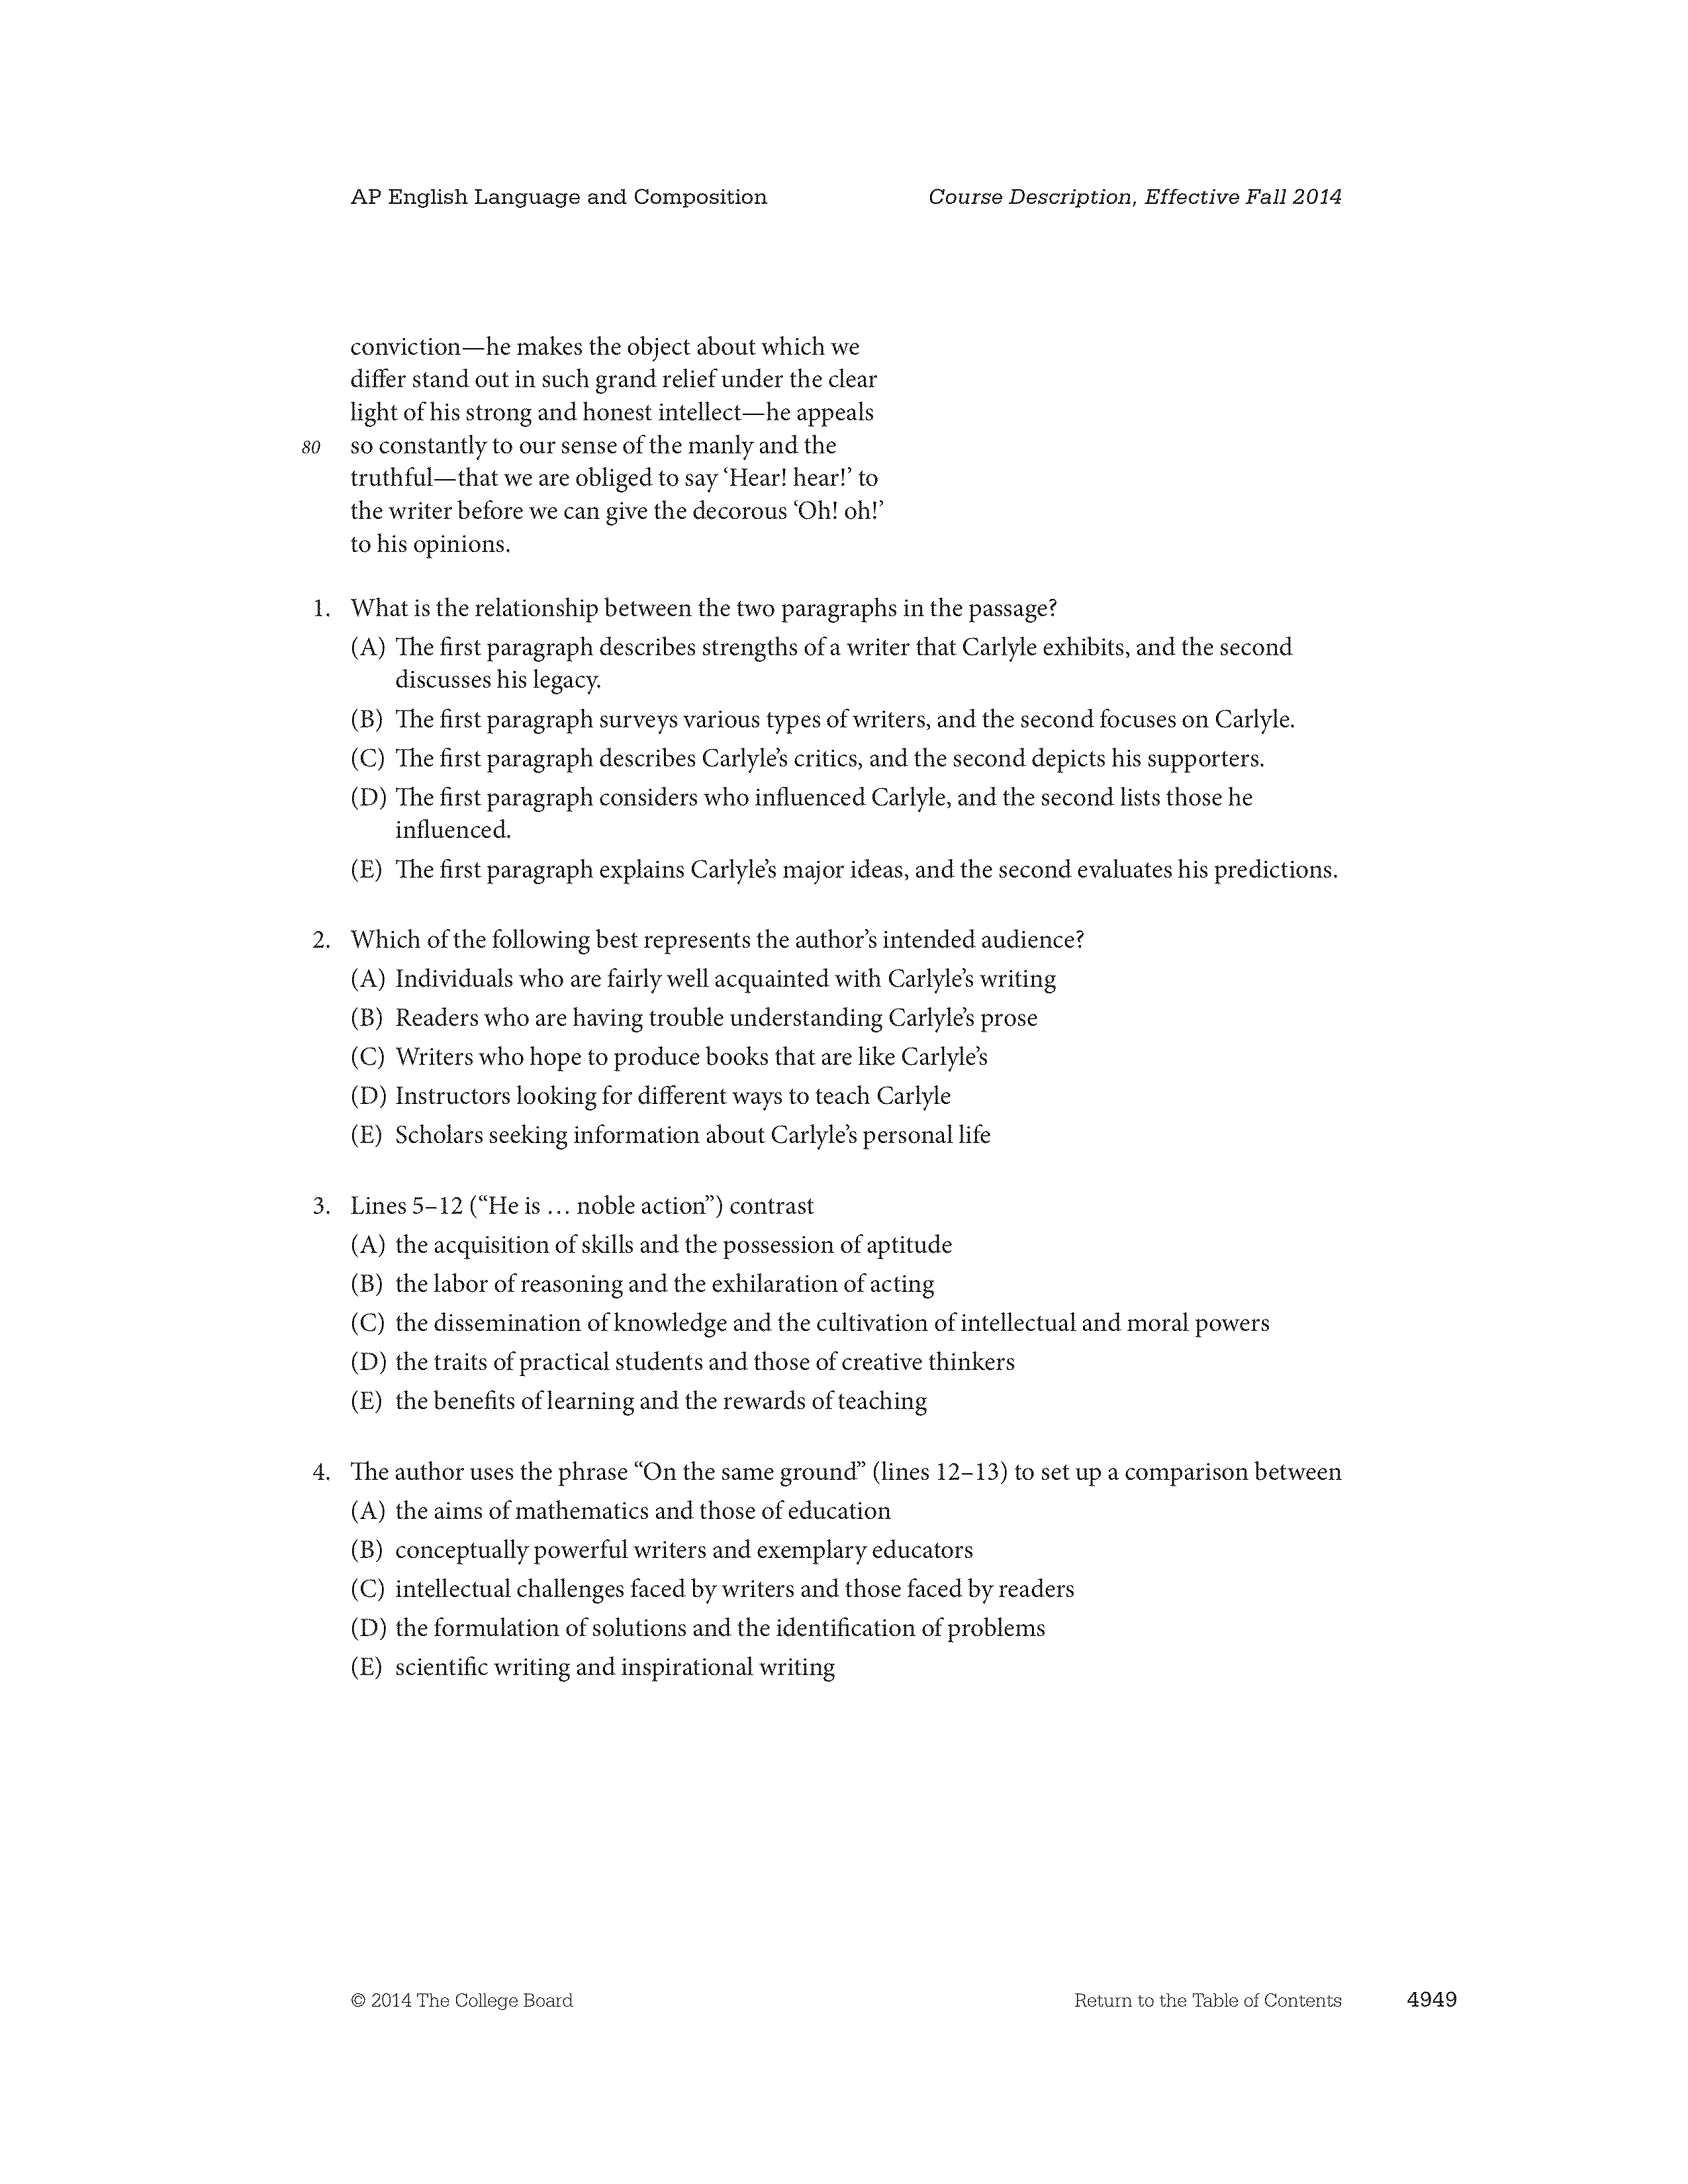 AP English Language and Composition
Course Description, Effective Fall 2014
conviction—he makes the object about which we
differ stand out in such grand relief under the clear
light of his strong and honest intellect—he appeals
80 so constantly to our sense of the manly and the
truthful—that we are obliged to say ‘Hear! hear!’ to
the writer before we can give the decorous ‘Oh! oh!’
to his opinions.
1. What is the relationship between the two paragraphs in the passage?
(A) The first paragraph describes strengths of a writer that Carlyle exhibits, and the second
discusses his legacy.
(B) The first paragraph surveys various types of writers, and the second focuses on Carlyle.
(C) The first paragraph describes Carlyle’s critics, and the second depicts his supporters.
(D) The first paragraph considers who influenced Carlyle, and the second lists those he
influenced.
(E) The first paragraph explains Carlyle’s major ideas, and the second evaluates his predictions.
2. Which of the following best represents the author’s intended audience?
(A) Individuals who are fairly well acquainted with Carlyle’s writing
(B) Readers who are having trouble understanding Carlyle’s prose
(C) Writers who hope to produce books that are like Carlyle’s
(D) Instructors looking for different ways to teach Carlyle
(E) Scholars seeking information about Carlyle’s personal life
3. Lines 5–12 (“He is … noble action”) contrast
(A) the acquisition of skills and the possession of aptitude
(B) the labor of reasoning and the exhilaration of acting
(C) the dissemination of knowledge and the cultivation of intellectual and moral powers
(D) the traits of practical students and those of creative thinkers
(E) the benefits of learning and the rewards of teaching
4. The author uses the phrase “On the same ground” (lines 12–13) to set up a comparison between
(A) the aims of mathematics and those of education
(B) conceptually powerful writers and exemplary educators
(C) intellectual challenges faced by writers and those faced by readers
(D) the formulation of solutions and the identification of problems
(E) scientific writing and inspirational writing
© 2014 The College Board
Return to the Table of Contents
4949